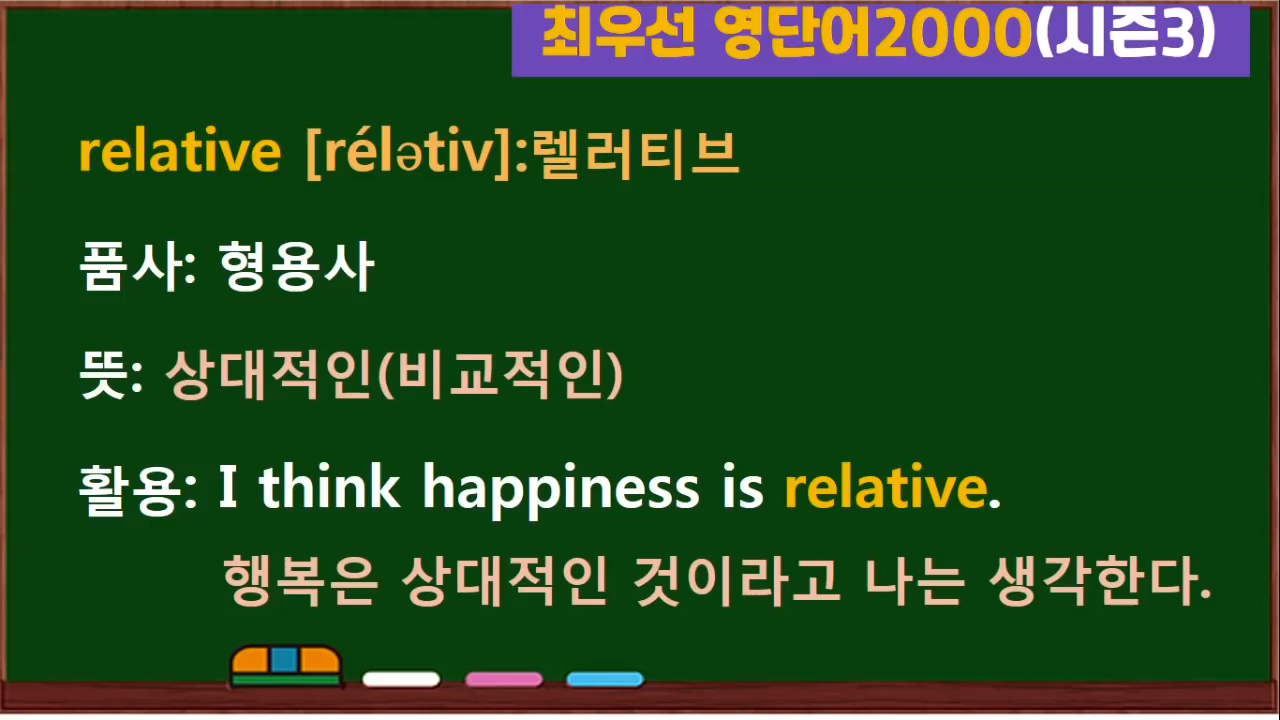 최우선 영단어2000(시즌3)
relative [rélətiv]:렐러티브
품사: 형용사
뜻: 상대적인(비교적인)
활용: I think happiness is relative.
행복은 상대적인 것이라고 나는 생각한다.